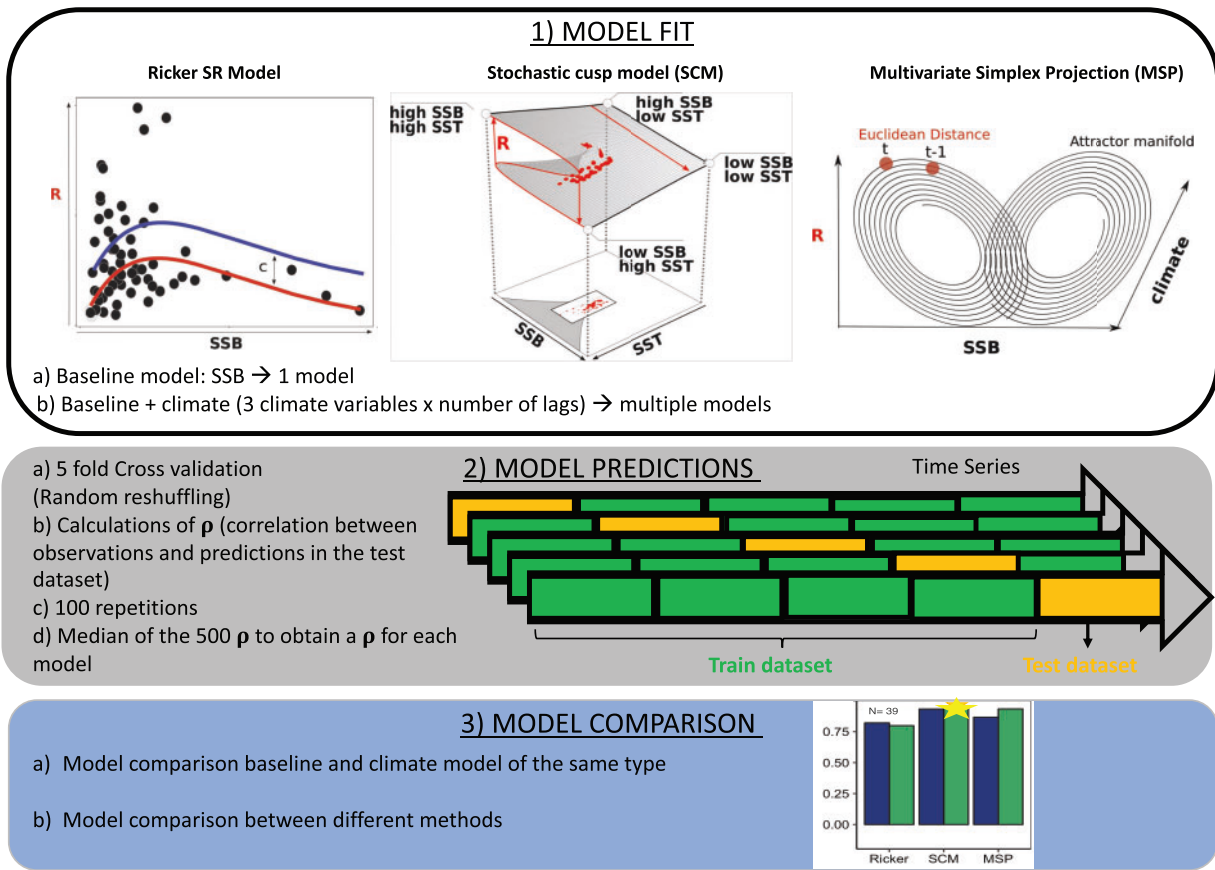 1) MODEL FIT
Ricker SR Model
R
c
SSB
Stochastic cusp model (SCM)
high SSB
high SST
high SSB
low SST
R
low SSB
low SST
low SSB
high SST
SSB
SST
Multivariate Simplex Projection (MSP)
Euclidean Distance
t
t-1
Attractor manifold
R
climate
SSB
a) Baseline model: SSB → 1 model
b) Baseline + climate (3 climate variables x number of lags) → multiple models
2) MODEL PREDICTIONS
Time Series
a) 5 fold Cross validation
(Random reshuffling)
b) Calculations of ρ (correlation between
observations and predictions in the test
dataset)
c) 100 repetitions
d) Median of the 500 ρ to obtain a ρ for each
model
Train dataset
Test dataset
3) MODEL COMPARISON
a) Model comparison baseline and climate model of the same type
b) Model comparison between different methods
N= 39
0.75
0.50
0.25
0.00
Ricker
SCM
MSP